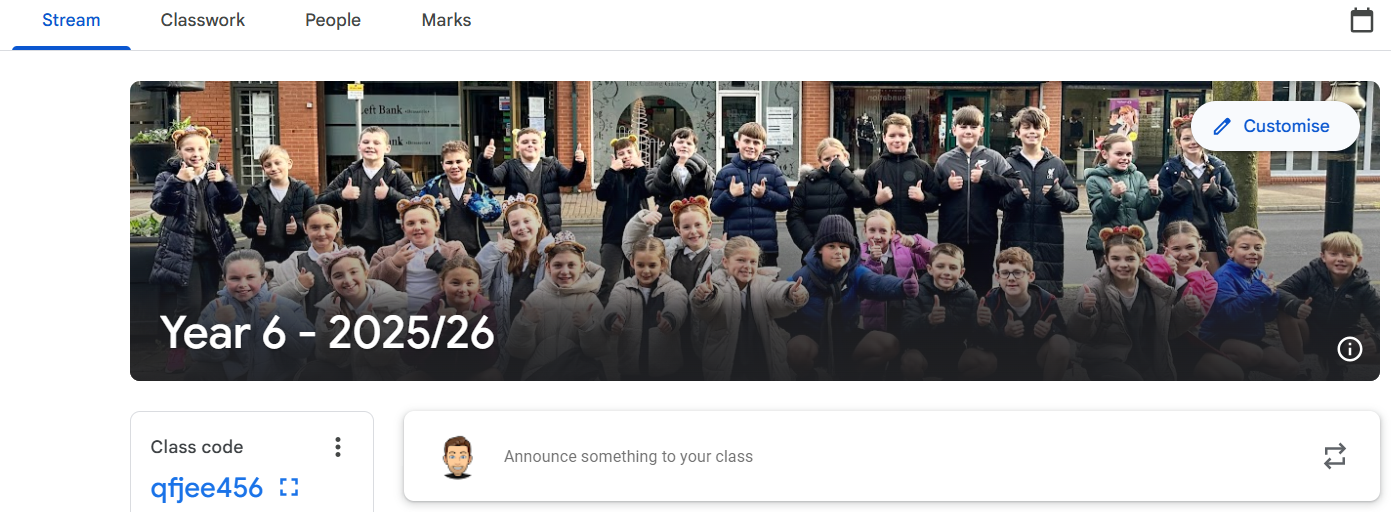 Stream
Classwork
People
Marks
Left Bank
Bank
Customise
Year 6 - 2025/26
Class code
qfjee456
Announce something to your class